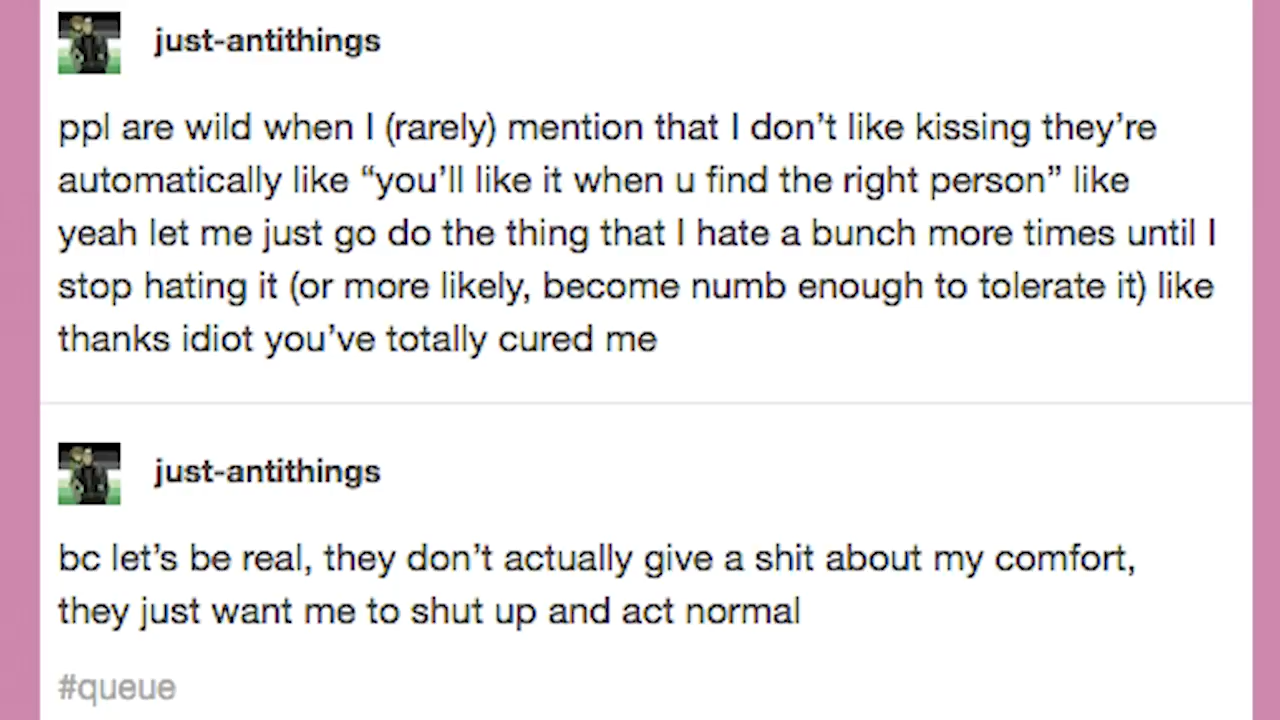 just-antithings
ppl are wild when I (rarely) mention that I don’t like kissing they’re
automatically like “you’ll like it when u find the right person” like
yeah let me just go do the thing that I hate a bunch more times until I
stop hating it (or more likely, become numb enough to tolerate it) like
thanks idiot you’ve totally cured me
just-antithings
bc let’s be real, they don’t actually give a shit about my comfort,
they just want me to shut up and act normal
#queue